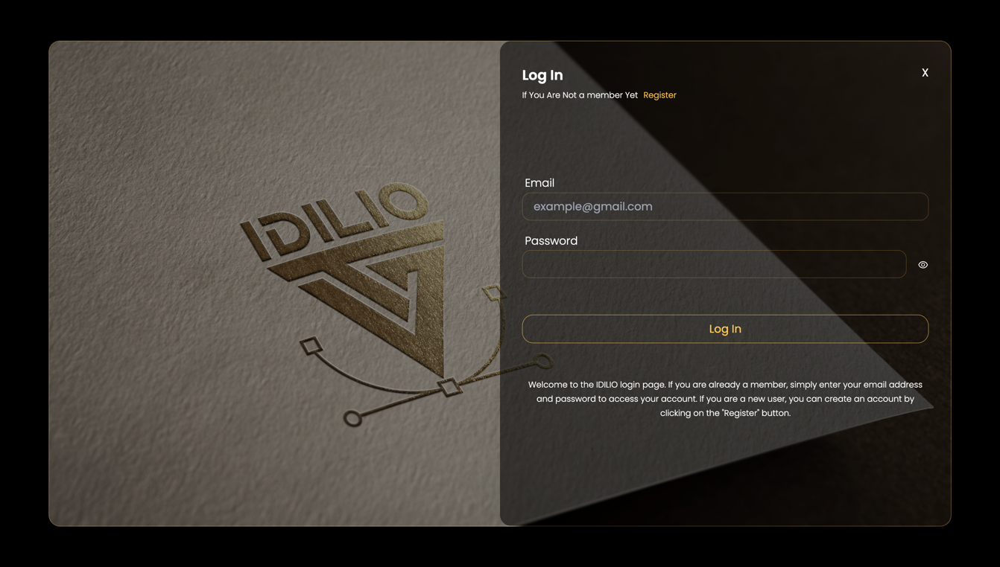 IDILIO
Log In
X
If You Are Not a member Yet Register
Email
example@gmail.com
Password
Log In
Welcome to the IDILIO login page. If you are already a member, simply enter your email address
and password to access your account. If you are a new user, you can create an account by
clicking on the "Register" button.